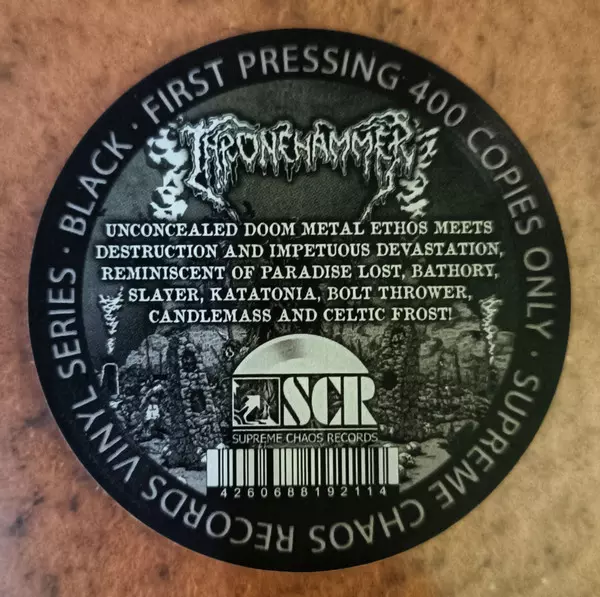 FIRST PRESSING 400 COPIES ONLY · SUPREME CHAOS RECORDS VINYL SERIES · BLACK ·
THRONEHAMMER
UNCONCEALED DOOM METAL ETHOS MEETS
DESTRUCTION AND IMPETUOUS DEVASTATION,
REMINISCENT OF PARADISE LOST, BATHORY,
SLAYER, KATATONIA, BOLT THROWER,
CANDLEMASS AND CELTIC FROST!
SCR
SUPREME CHAOS RECORDS
4260688192114